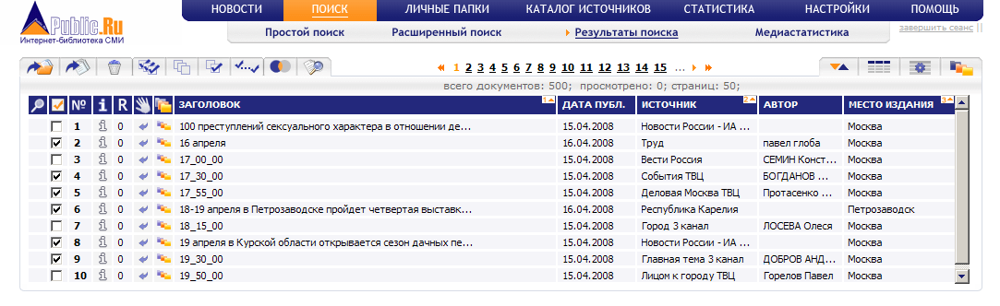 НОВОСТИ ПОИСК ЛИЧНЫЕ ПАПКИ КАТАЛОГ ИСТОЧНИКОВ СТАТИСТИКА НАСТРОЙКИ ПОМОЩЬ
Public.Ru
Интернет-библиотека СМИ
Простой поиск Расширенный поиск Результаты поиска Медиастатистика завершить сеанс
1 2 3 4 5 6 7 8 9 10 11 12 13 14 15 ...
всего документов: 500; просмотрено: 0; страниц: 50;
№ i R ЗАГОЛОВОК 1 ДАТА ПУБЛ. ИСТОЧНИК 2 АВТОР МЕСТО ИЗДАНИЯ 3
1 i 0 100 преступлений сексуального характера в отношении де... 15.04.2008 Новости России - ИА ... Москва
2 i 0 16 апреля 16.04.2008 Труд павел глоба Москва
3 i 0 17_00_00 15.04.2008 Вести Россия СЕМИН Конст... Москва
4 i 0 17_30_00 15.04.2008 События ТВЦ БОГДАНОВ ... Москва
5 i 0 17_55_00 15.04.2008 Деловая Москва ТВЦ Протасенко ... Москва
6 i 0 18-19 апреля в Петрозаводске пройдет четвертая выставк... 16.04.2008 Республика Карелия Петрозаводск
7 i 0 18_15_00 15.04.2008 Город 3 канал ЛОСЕВА Олеся Москва
8 i 0 19 апреля в Курской области открывается сезон дачных пе... 15.04.2008 Новости России - ИА ... Москва
9 i 0 19_30_00 15.04.2008 Главная тема 3 канал ДОБРОВ АНД... Москва
10 i 0 19_50_00 15.04.2008 Лицом к городу ТВЦ Горелов Павел Москва